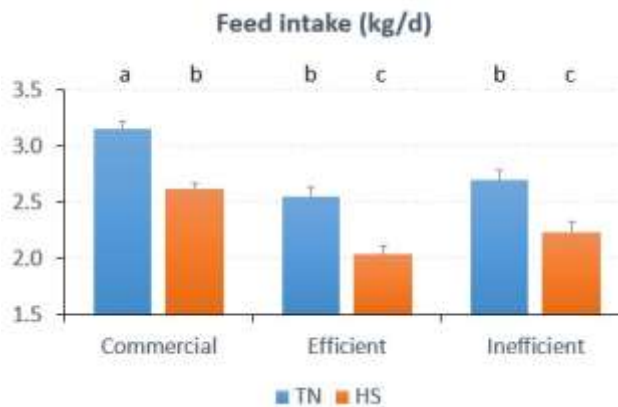 Feed intake (kg/d)
a b b c b c
3.5
3.0
2.5
2.0
1.5
Commercial Efficient Inefficient
TN HS